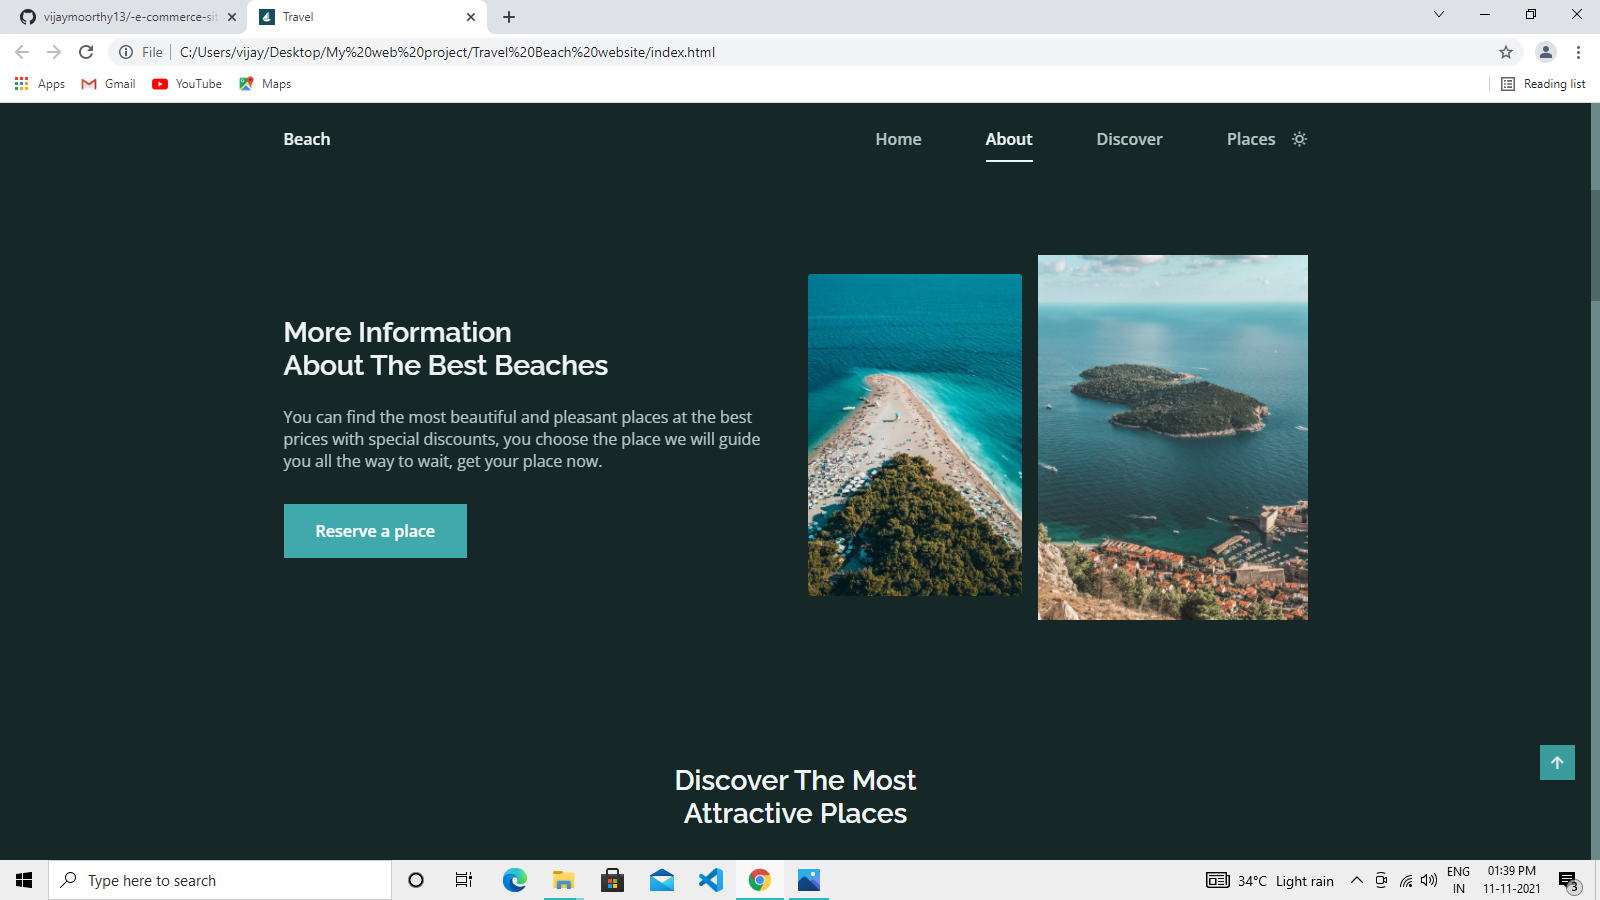 vijaymoorthy13/-e-commerce-sit
Travel
File
C:/Users/vijay/Desktop/My%20web%20project/Travel%20Beach%20website/index.html
Apps
Gmail
YouTube
Maps
Reading list
Beach
Home
About
Discover
Places
More Information
About The Best Beaches
You can find the most beautiful and pleasant places at the best
prices with special discounts, you choose the place we will guide
you all the way to wait, get your place now.
Reserve a place
Discover The Most
Attractive Places
Type here to search
34°C Light rain
ENG
IN
01:39 PM
11-11-2021
3